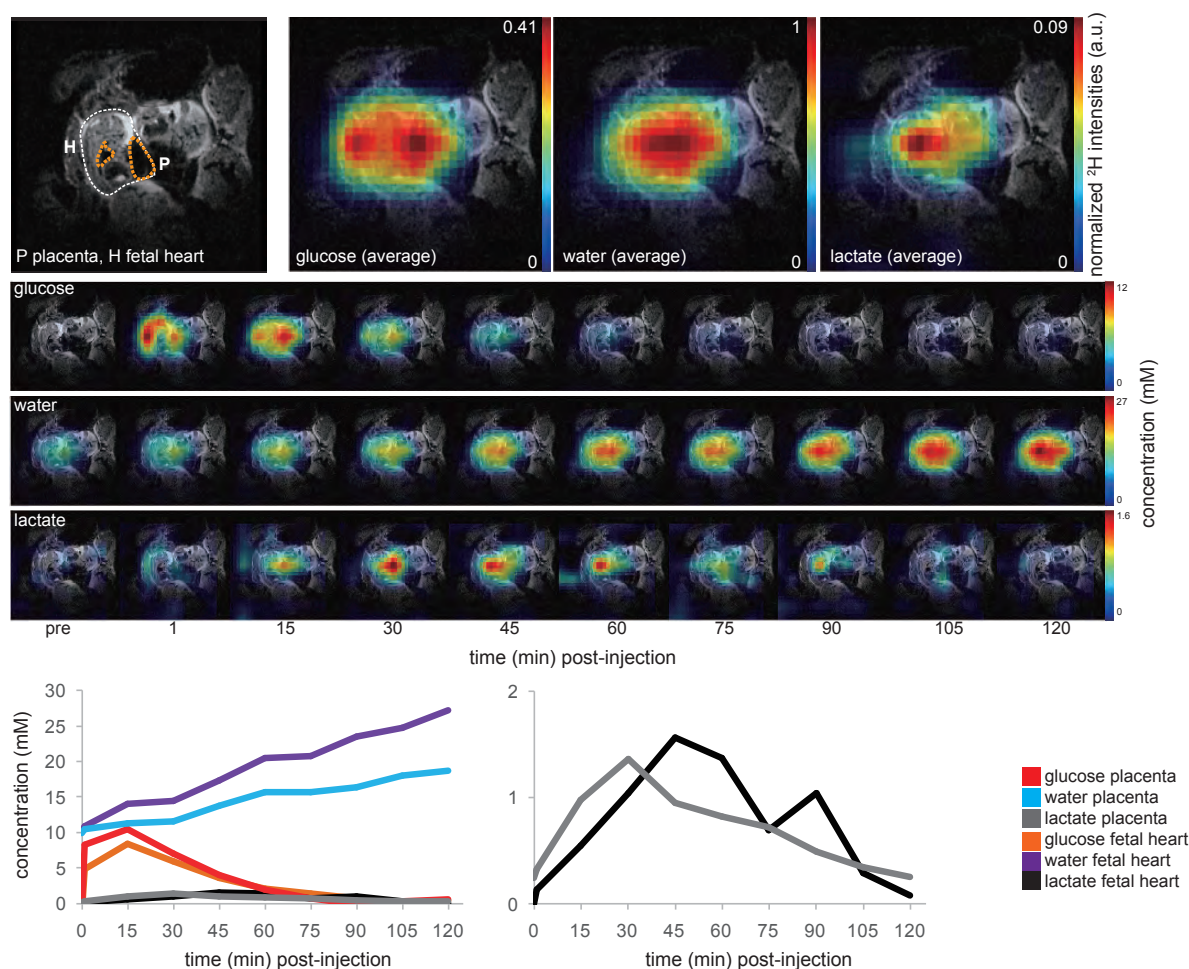 H
P
P placenta, H fetal heart
0.41
glucose (average)
0
1
water (average)
0
0.09
lactate (average)
0
normalized ²H intensities (a.u.)
glucose
12
0
water
27
0
lactate
1.6
0
concentration (mM)
pre 1 15 30 45 60 75 90 105 120
time (min) post-injection
concentration (mM)
30
25
20
15
10
5
0
0 15 30 45 60 75 90 105 120
time (min) post-injection
2
1
0
0 15 30 45 60 75 90 105 120
time (min) post-injection
glucose placenta
water placenta
lactate placenta
glucose fetal heart
water fetal heart
lactate fetal heart